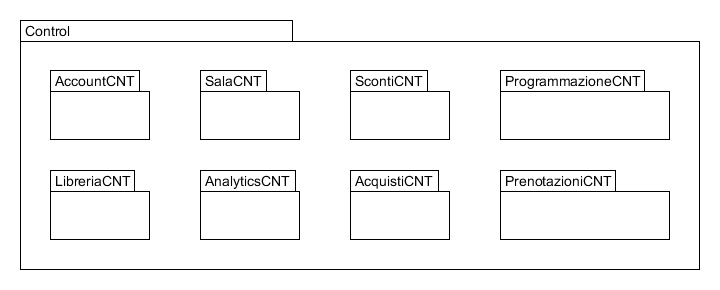 Control
AccountCNT
SalaCNT
ScontiCNT
ProgrammazioneCNT
LibreriaCNT
AnalyticsCNT
AcquistiCNT
PrenotazioniCNT